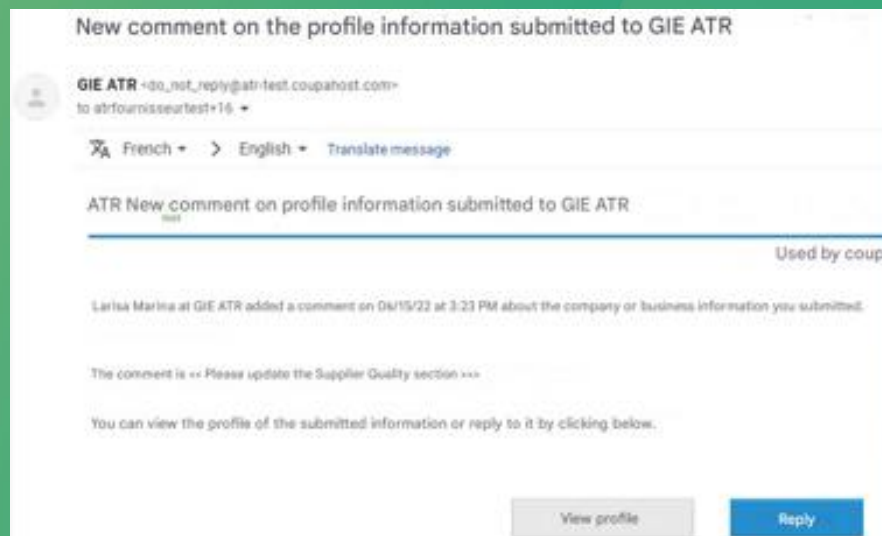 New comment on the profile information submitted to GIE ATR
GIE ATR <do_not_reply@atr-test.coupahost.com>
to atrfournisseurtest+16
French > English Translate message
ATR New comment on profile information submitted to GIE ATR
Used by coup
Larisa Marina at GIE ATR added a comment on 04/15/22 at 3:23 PM about the company or business information you submitted.
The comment is << Please update the Supplier Quality section >>>
You can view the profile of the submitted information or reply to it by clicking below.
View profile Reply